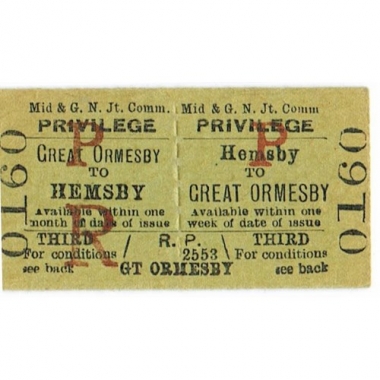 Mid & G. N. Jt. Comm. Mid & G. N. Jt. Comm
PRIVILEGE PRIVILEGE
P P
GREAT ORMESBY Hemsby
TO TO
HEMSBY GREAT ORMESBY
Available within one Available within one
month of date of issue week of date of issue
R
THIRD / R. P. \ THIRD
For conditions 2553 For conditions
see back GT ORMESBY see back
0910 0910